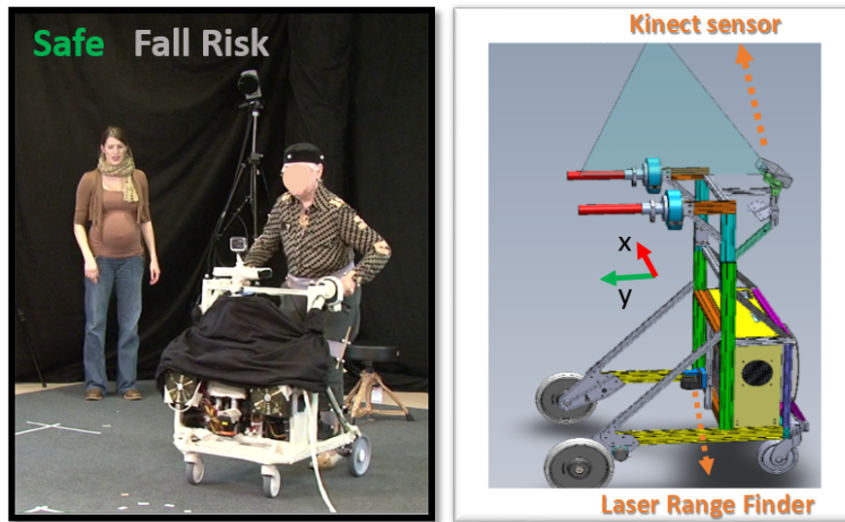 Safe Fall Risk
Kinect sensor
x
y
Laser Range Finder